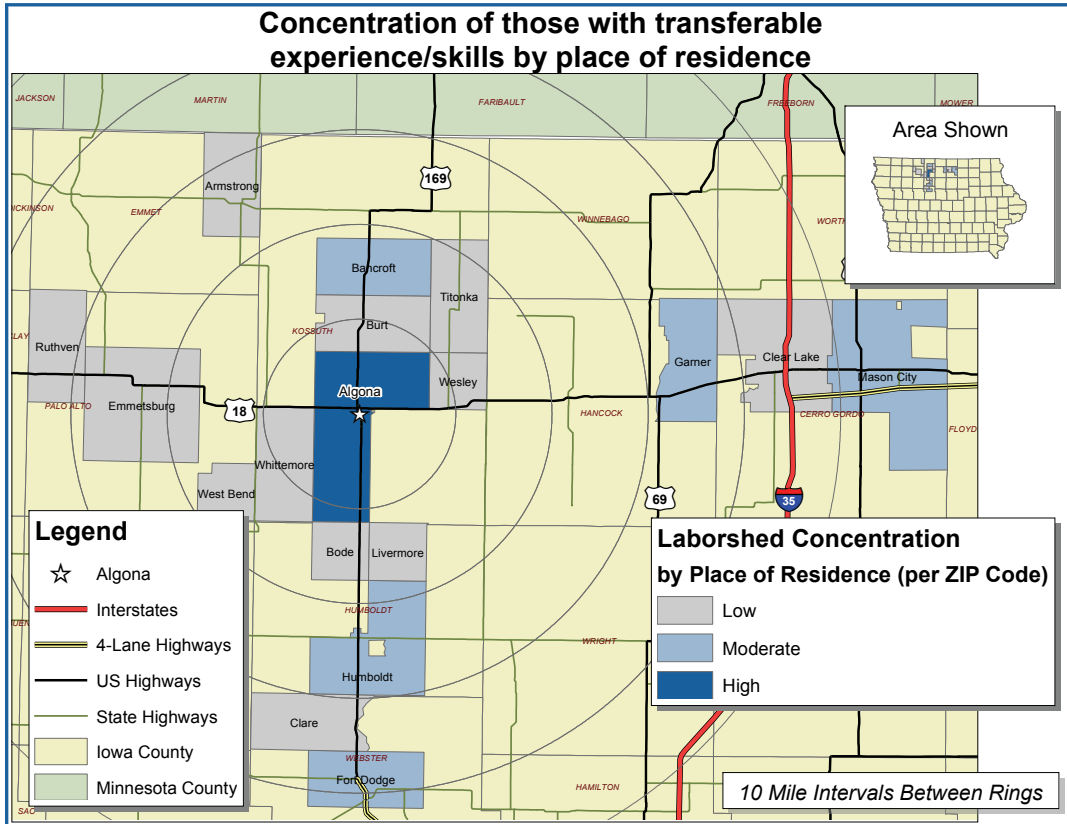 Concentration of those with transferable
experience/skills by place of residence
JACKSON
MARTIN
FARIBAULT
FREEBORN
MOWER
Area Shown
169
Armstrong
DICKINSON
EMMET
WINNEBAGO
WORTH
Bancroft
Titonka
Burt
KOSSUTH
CLAY
Ruthven
Garner
Clear Lake
Mason City
Wesley
Algona
Emmetsburg
PALO ALTO
18
HANCOCK
CERRO GORDO
FLOYD
Whittemore
West Bend
69
35
Legend
Algona
Interstates
4-Lane Highways
US Highways
State Highways
Iowa County
Minnesota County
Bode
Livermore
HUMBOLDT
WRIGHT
Humboldt
Clare
WEBSTER
Fort Dodge
HAMILTON
SAC
Laborshed Concentration
by Place of Residence (per ZIP Code)
Low
Moderate
High
10 Mile Intervals Between Rings